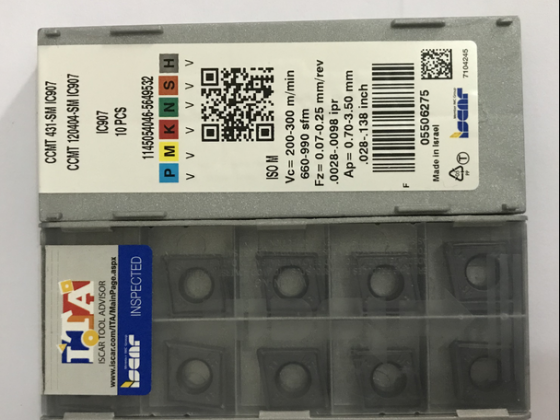 CCMT 431-SM IC907
CCMT 120404-SM IC907
IC907
10 PCS
1145054046-5649532
P M K N S H
V V V V V
ISO M
Vc= 200-300 m/min
660-990 sfm
Fz= 0.07-0.25 mm/rev
.0028-.0098 ipr
Ap= 0.70-3.50 mm
.028-.138 inch
F
05506275
Made in Israel
iscar
7104245
PP
ITA
ISCAR TOOL ADVISOR
www.iscar.com/ITA/MainPage.aspx
INSPECTED
iscar